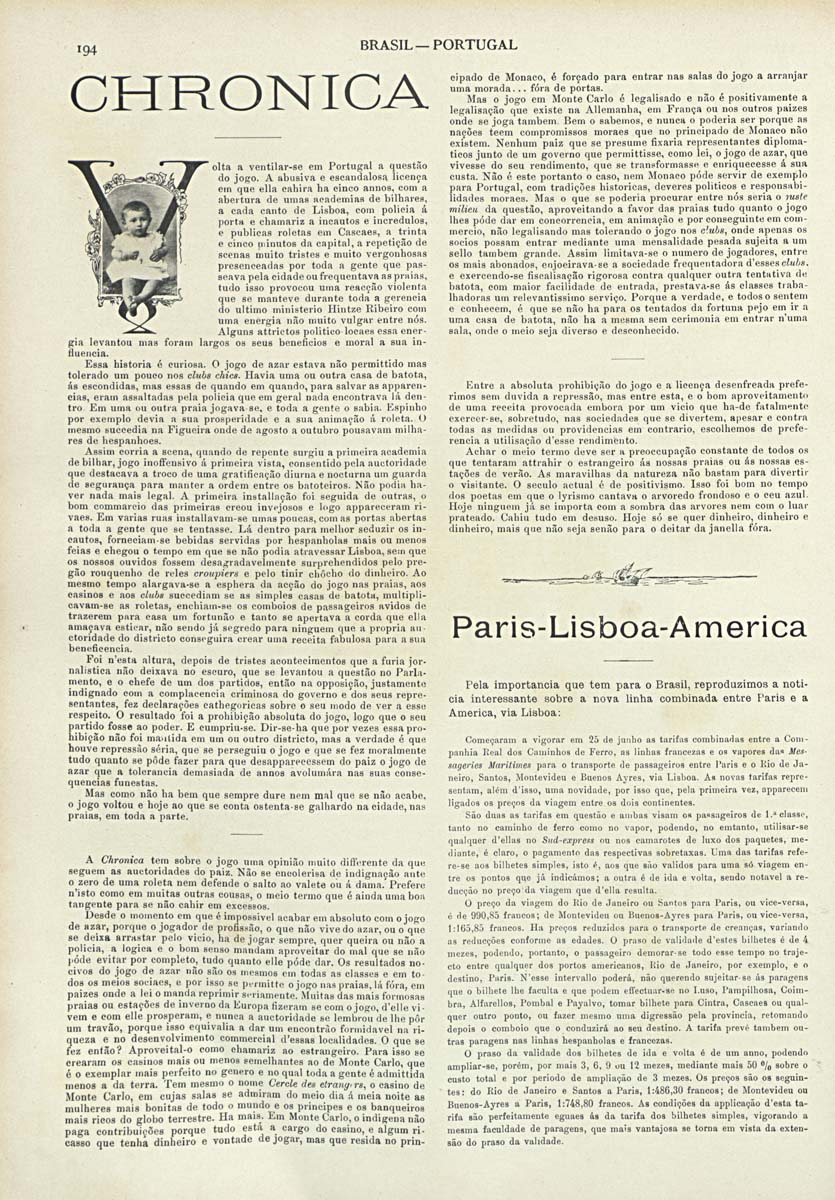 194
BRASIL — PORTUGAL
CHRONICA
Volta a ventilar-se em Portugal a questão
do jogo. A abusiva e escandalosa licença
em que ella cahira ha cinco annos, com a
abertura de umas academias de bilhares,
a cada canto de Lisboa, com policia á
porta e chamariz a incautos e incredulos,
e publicas roletas em Cascaes, a trinta
e cinco minutos da capital, a repetição de
scenas muito tristes e muito vergonhosas
presenceadas por toda a gente que pas-
seava pela cidade ou frequentava as praias,
tudo isso provocou uma reacção violenta
que se manteve durante toda a gerencia
do ultimo ministerio Hintze Ribeiro com
uma energia não muito vulgar entre nós.
Alguns attrictos politico-locaes essa ener-
gia levantou mas foram largos os seus beneficios e moral a sua in-
fluencia.
Essa historia é curiosa. O jogo de azar estava não permittido mas
tolerado um pouco nos clubs chics. Havia uma ou outra casa de batota,
ás escondidas, mas essas de quando em quando, para salvar as apparen-
cias, eram assaltadas pela policia que em geral nada encontrava lá den-
tro. Em uma ou outra praia jogava-se, e toda a gente o sabia. Espinho
por exemplo devia a sua prosperidade e a sua animação á roleta. O
mesmo succedia na Figueira onde de agosto a outubro pousavam milha-
res de hespanhoes.
Assim corria a scena, quando de repente surgiu a primeira academia
de bilhar, jogo inoffensivo á primeira vista, consentido pela auctoridade
que destacava a troco de uma gratificação diurna e nocturna um guarda
de segurança para manter a ordem entre os batoteiros. Não podia ha-
ver nada mais legal. A primeira installação foi seguida de outras, o
bom commercio das primeiras creou invejosos e logo appareceram ri-
vaes. Em varias ruas installavam-se umas poucas, com as portas abertas
a toda a gente que se tentasse. Lá dentro para melhor seduzir os in-
cautos, forneciam-se bebidas servidas por hespanholas mais ou menos
feias e chegou o tempo em que se não podia atravessar Lisboa, sem que
os nossos ouvidos fossem desagradavelmente surprehendidos pelo pre-
gão rouquenho de reles croupiers e pelo tinir chôcho do dinheiro. Ao
mesmo tempo alargava-se a esphera da acção do jogo nas praias, aos
casinos e aos clubs succediam se as simples casas de batota, multipli-
cavam-se as roletas, enchiam-se os comboios de passageiros avidos de
trazerem para casa um fortunão e tanto se apertava a corda que ella
amaçava esticar, não sendo já segredo para ninguem que a propria au-
ctoridade do districto conseguira crear uma receita fabulosa para a sua
beneficencia.
Foi n'esta altura, depois de tristes acontecimentos que a furia jor-
nalistica não deixava no escuro, que se levantou a questão no Parla-
mento, e o chefe de um dos partidos, então na opposição, justamente
indignado com a complacencia criminosa do governo e dos seus repre-
sentantes, fez declarações cathegoricas sobre o seu modo de ver a esse
respeito. O resultado foi a prohibição absoluta do jogo, logo que o seu
partido fosse ao poder. E cumpriu-se. Dir-se-ha que por vezes essa pro-
hibição não foi mantida em um ou outro districto, mas a verdade é que
houve repressão séria, que se perseguiu o jogo e que se fez moralmente
tudo quanto se pôde fazer para que desapparecessem do paiz o jogo de
azar que a tolerancia demasiada de annos avolumára nas suas conse-
quencias funestas.
Mas como não ha bem que sempre dure nem mal que se não acabe,
o jogo voltou e hoje ao que se conta ostenta-se galhardo na cidade, nas
praias, em toda a parte.
A Chronica tem sobre o jogo uma opinião muito differente da que
seguem as auctoridades do paiz. Não se encolerisa de indignação ante
o zero de uma roleta nem defende o salto ao valete ou á dama. Prefere
n'isto como em muitas outras cousas, o meio termo que é ainda uma boa
tangente para se não cahir em excessos.
Desde o momento em que é impossivel acabar em absoluto com o jogo
de azar, porque o jogador de profissão, o que não vive do azar, ou o que
se deixa arrastar pelo vicio, ha de jogar sempre, quer queira ou não a
policia, a logica e o bom senso mandam aproveitar do mal que se não
póde evitar por completo, tudo quanto elle póde dar. Os resultados no-
civos do jogo de azar não são os mesmos em todas as classes e em to-
dos os meios sociaes, e por isso se permitte o jogo nas praias, lá fóra, em
paizes onde a lei o manda reprimir seriamente. Muitas das mais formosas
praias ou estações de inverno da Europa fizeram se com o jogo, d'elle vi-
vem e com elle prosperam, e nunca a auctoridade se lembrou de lhe pôr
um travão, porque isso equivalia a dar um encontrão formidavel na ri-
queza e no desenvolvimento commercial d'essas localidades. O que se
fez então? Aproveital-o como chamariz ao estrangeiro. Para isso se
crearam os casinos mais ou menos semelhantes ao de Monte Carlo, que
é o exemplar mais perfeito no genero e no qual toda a gente é admittida
menos a da terra. Tem mesmo o nome Cercle des etrangers, o casino de
Monte Carlo, em cujas salas se admiram do meio dia á meia noite as
mulheres mais bonitas de todo o mundo e os principes e os banqueiros
mais ricos do globo terrestre. Ha mais. Em Monte Carlo, o indigena não
paga contribuições porque tudo está a cargo do casino, e algum ri-
casso que tenha dinheiro e vontade de jogar, mas que resida no prin-
cipado de Monaco, é forçado para entrar nas salas do jogo a arranjar
uma morada... fóra de portas.
Mas o jogo em Monte Carlo é legalisado e não é positivamente a
legalisação que existe na Allemanha, em França ou nos outros paizes
onde se joga tambem. Bem o sabemos, e nunca o poderia ser porque as
nações teem compromissos moraes que no principado de Monaco não
existem. Nenhum paiz que se presume fixaria representantes diploma-
ticos junto de um governo que permittisse, como lei, o jogo de azar, que
vivesse do seu rendimento, que se transformasse e enriquecesse á sua
custa. Não é este portanto o caso, nem Monaco póde servir de exemplo
para Portugal, com tradições historicas, deveres politicos e responsabi-
lidades moraes. Mas o que se poderia procurar entre nós seria o juste
milieu da questão, aproveitando a favor das praias tudo quanto o jogo
lhes póde dar em concorrencia, em animação e por conseguinte em com-
mercio, não legalisando mas tolerando o jogo nos clubs, onde apenas os
socios possam entrar mediante uma mensalidade pesada sujeita a um
sello tambem grande. Assim limitava-se o numero de jogadores, entre
os mais abonados, enjoeirava-se a sociedade frequentadora d'esses clubs.
e exercendo-se fiscalisação rigorosa contra qualquer outra tentativa de
batota, com maior facilidade de entrada, prestava-se ás classes traba-
lhadoras um relevantissimo serviço. Porque a verdade, e todos o sentem
e conhecem, é que se não ha para os tentados da fortuna pejo em ir a
uma casa de batota, não ha a mesma sem cerimonia em entrar n'uma
sala, onde o meio seja diverso e desconhecido.
Entre a absoluta prohibição do jogo e a licença desenfreada prefe-
rimos sem duvida a repressão, mas entre esta, e o bom aproveitamento
de uma receita provocada embora por um vicio que ha-de fatalmente
exercer-se, sobretudo, nas sociedades que se divertem, apesar e contra
todas as medidas ou providencias em contrario, escolhemos de prefe-
rencia a utilisação d'esse rendimento.
Achar o meio termo deve ser a preoccupação constante de todos os
que tentaram attrahir o estrangeiro ás nossas praias ou ás nossas es-
tações de verão. As maravilhas da natureza não bastam para divertir
o visitante. O seculo actual é de positivismo. Isso foi bom no tempo
dos poetas em que o lyrismo cantava o arvoredo frondoso e o ceu azul.
Hoje ninguem já se importa com a sombra das arvores nem com o luar
prateado. Cahiu tudo em desuso. Hoje só se quer dinheiro, dinheiro e
dinheiro, mais que não seja senão para o deitar da janella fóra.
Paris-Lisboa-America
Pela importancia que tem para o Brasil, reproduzimos a noti-
cia interessante sobre a nova linha combinada entre Paris e a
America, via Lisboa:
Começaram a vigorar em 25 de junho as tarifas combinadas entre a Com-
panhia Real dos Caminhos de Ferro, as linhas francezas e os vapores das Mes-
sageries Maritimes para o transporte de passageiros entre Paris e o Rio de Ja-
neiro, Santos, Montevideu e Buenos Ayres, via Lisboa. As novas tarifas repre-
sentam, além d'isso, uma novidade, por isso que, pela primeira vez, apparecem
ligados os preços da viagem entre os dois continentes.
São duas as tarifas em questão e ambas visam os passageiros de 1.ª classe,
tanto no caminho de ferro como no vapor, podendo, no emtanto, utilisar-se
qualquer d'ellas no Sud-express ou nos camarotes de luxo dos paquetes, me-
diante, é claro, o pagamento das respectivas sobretaxas. Uma das tarifas refe-
re-se aos bilhetes simples, isto é, aos que são validos para uma só viagem en-
tre os pontos que já indicámos; a outra é de ida e volta, sendo notavel a re-
ducção no preço da viagem que d'ella resulta.
O preço da viagem do Rio de Janeiro ou Santos para Paris, ou vice-versa,
é de 990,85 francos; de Montevideu ou Buenos-Ayres para Paris, ou vice-versa,
1:165,85 francos. Ha preços reduzidos para o transporte de creanças, variando
as reducções conforme as edades. O praso de validade d'estes bilhetes é de 4
mezes, podendo, portanto, o passageiro demorar-se todo esse tempo no traje-
cto entre qualquer dos portos americanos, Rio de Janeiro, por exemplo, e o
destino, Paris. N'esse intervallo poderá, não querendo sujeitar-se ás paragens
que o bilhete lhe faculta e que podem effectuar-se no Luso, Pampilhosa, Coim-
bra, Alfarellos, Pombal e Payalvo, tomar bilhete para Cintra, Cascaes ou qual-
quer outro ponto, ou fazer mesmo uma digressão pela provincia, retomando
depois o comboio que o conduzirá ao seu destino. A tarifa prevê tambem ou-
tras paragens nas linhas hespanholas e francezas.
O praso da validade dos bilhetes de ida e volta é de um anno, podendo
ampliar-se, porém, por mais 3, 6, 9 ou 12 mezes, mediante mais 50 % sobre o
custo total e por periodo de ampliação de 3 mezes. Os preços são os seguin-
tes: do Rio de Janeiro e Santos a Paris, 1:486,30 francos; de Montevideu ou
Buenos-Ayres a Paris, 1:748,80 francos. As condições da applicação d'esta ta-
rifa são perfeitamente eguaes ás da tarifa dos bilhetes simples, vigorando a
mesma faculdade de paragens, que mais vantajosa se torna em vista da exten-
são do praso da validade.